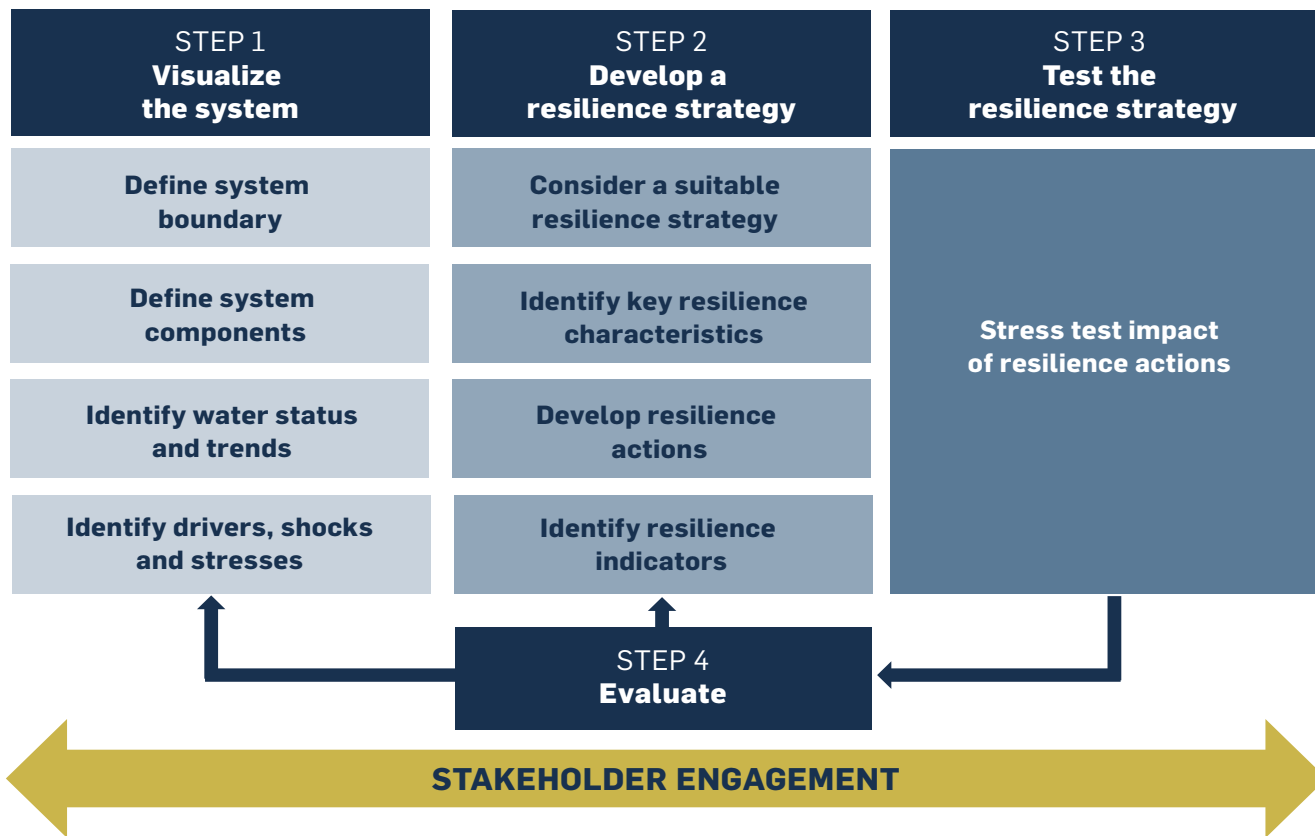 STEP 1
Visualize
the system
Define system
boundary
Define system
components
Identify water status
and trends
Identify drivers, shocks
and stresses
STEP 2
Develop a
resilience strategy
Consider a suitable
resilience strategy
Identify key resilience
characteristics
Develop resilience
actions
Identify resilience
indicators
STEP 3
Test the
resilience strategy
Stress test impact
of resilience actions
STEP 4
Evaluate
STAKEHOLDER ENGAGEMENT